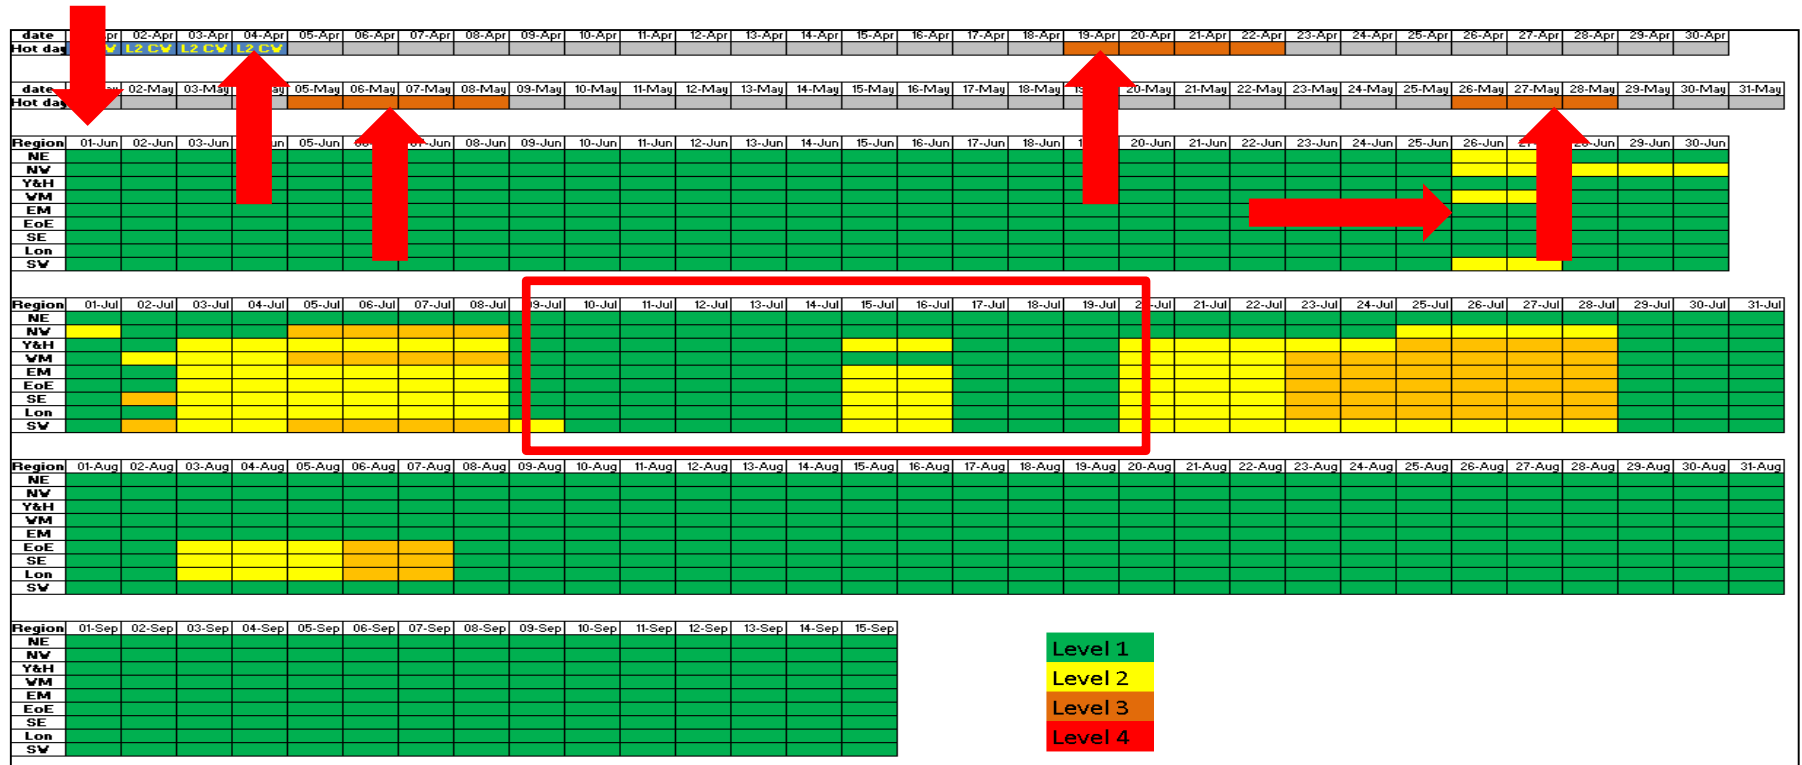 date Apr 02-Apr 03-Apr 04-Apr 05-Apr 06-Apr 07-Apr 08-Apr 09-Apr 10-Apr 11-Apr 12-Apr 13-Apr 14-Apr 15-Apr 16-Apr 17-Apr 18-Apr 19-Apr 20-Apr 21-Apr 22-Apr 23-Apr 24-Apr 25-Apr 26-Apr 27-Apr 28-Apr 29-Apr 30-Apr
Hot day L2 CW L2 CW L2 CW
date 02-May 03-May 05-May 06-May 07-May 08-May 09-May 10-May 11-May 12-May 13-May 14-May 15-May 16-May 17-May 18-May 20-May 21-May 22-May 23-May 24-May 25-May 26-May 27-May 28-May 29-May 30-May 31-May
Hot day
Region 01-Jun 02-Jun 03-Jun 05-Jun 08-Jun 09-Jun 10-Jun 11-Jun 12-Jun 13-Jun 14-Jun 15-Jun 16-Jun 17-Jun 18-Jun 20-Jun 21-Jun 22-Jun 23-Jun 24-Jun 25-Jun 26-Jun 29-Jun 30-Jun
NE
NW
Y&H
WM
EM
EoE
SE
Lon
SW
Region 01-Jul 02-Jul 03-Jul 04-Jul 05-Jul 06-Jul 07-Jul 08-Jul 09-Jul 10-Jul 11-Jul 12-Jul 13-Jul 14-Jul 15-Jul 16-Jul 17-Jul 18-Jul 19-Jul 20-Jul 21-Jul 22-Jul 23-Jul 24-Jul 25-Jul 26-Jul 27-Jul 28-Jul 29-Jul 30-Jul 31-Jul
NE
NW
Y&H
WM
EM
EoE
SE
Lon
SW
Region 01-Aug 02-Aug 03-Aug 04-Aug 05-Aug 06-Aug 07-Aug 08-Aug 09-Aug 10-Aug 11-Aug 12-Aug 13-Aug 14-Aug 15-Aug 16-Aug 17-Aug 18-Aug 19-Aug 20-Aug 21-Aug 22-Aug 23-Aug 24-Aug 25-Aug 26-Aug 27-Aug 28-Aug 29-Aug 30-Aug 31-Aug
NE
NW
Y&H
WM
EM
EoE
SE
Lon
SW
Region 01-Sep 02-Sep 03-Sep 04-Sep 05-Sep 06-Sep 07-Sep 08-Sep 09-Sep 10-Sep 11-Sep 12-Sep 13-Sep 14-Sep 15-Sep
NE
NW
Y&H
WM
EM
EoE
SE
Lon
SW
Level 1
Level 2
Level 3
Level 4